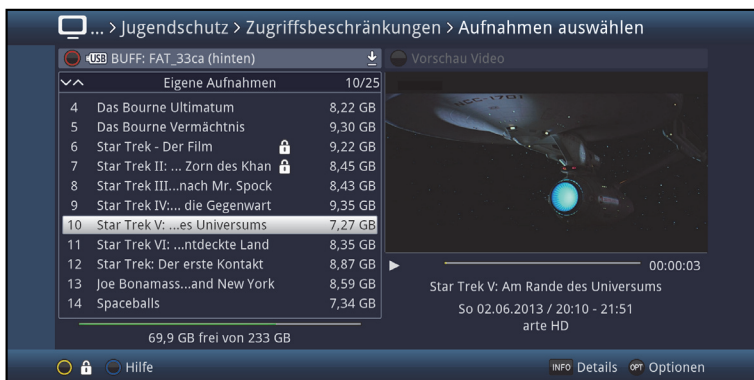 ... > Jugendschutz > Zugriffsbeschränkungen > Aufnahmen auswählen
USB BUFF: FAT_33ca (hinten)
Vorschau Video
Eigene Aufnahmen 10/25
4 Das Bourne Ultimatum 8,22 GB
5 Das Bourne Vermächtnis 9,30 GB
6 Star Trek - Der Film 9,22 GB
7 Star Trek II: ... Zorn des Khan 8,45 GB
8 Star Trek III...nach Mr. Spock 8,43 GB
9 Star Trek IV:... die Gegenwart 9,35 GB
10 Star Trek V: ...es Universums 7,27 GB
11 Star Trek VI: ...ntdeckte Land 8,35 GB
12 Star Trek: Der erste Kontakt 8,87 GB
13 Joe Bonamass...and New York 8,59 GB
14 Spaceballs 7,34 GB
69,9 GB frei von 233 GB
NCC-1701
00:00:03
Star Trek V: Am Rande des Universums
So 02.06.2013 / 20:10 - 21:51
arte HD
Hilfe
INFO Details OPT Optionen